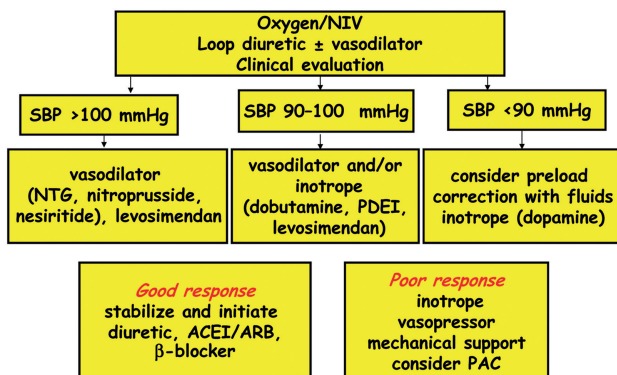 Oxygen/NIV
Loop diuretic ± vasodilator
Clinical evaluation
SBP >100 mmHg
SBP 90–100 mmHg
SBP <90 mmHg
vasodilator
(NTG, nitroprusside,
nesiritide), levosimendan
vasodilator and/or
inotrope
(dobutamine, PDEI,
levosimendan)
consider preload
correction with fluids
inotrope (dopamine)
Good response
stabilize and initiate
diuretic, ACEI/ARB,
β-blocker
Poor response
inotrope
vasopressor
mechanical support
consider PAC